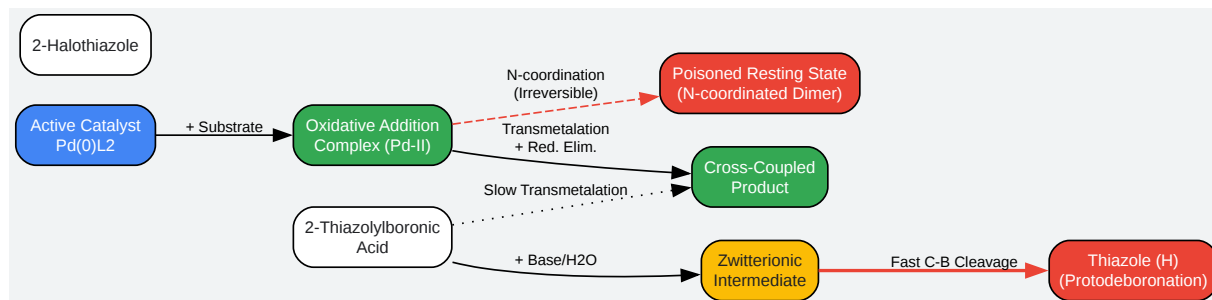 2-Halothiazole
Active Catalyst
Pd(0)L2
+ Substrate
Oxidative Addition
Complex (Pd-II)
N-coordination
(Irreversible)
Poisoned Resting State
(N-coordinated Dimer)
Transmetalation
+ Red. Elim.
Cross-Coupled
Product
Slow Transmetalation
2-Thiazolylboronic
Acid
+ Base/H2O
Zwitterionic
Intermediate
Fast C-B Cleavage
Thiazole (H)
(Protodeboronation)